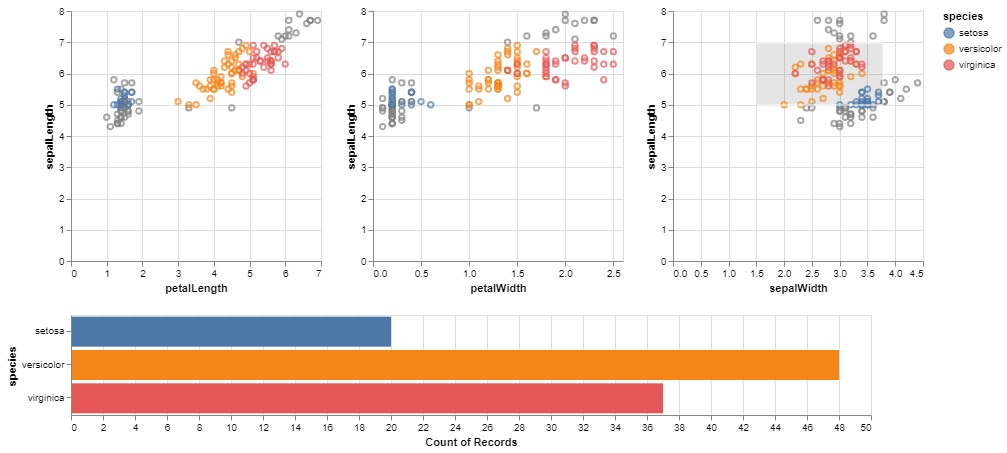 8 7 6 5 4 3 2 1 0
sepalLength
0 1 2 3 4 5 6 7
petalLength
8 7 6 5 4 3 2 1 0
sepalLength
0.0 0.5 1.0 1.5 2.0 2.5
petalWidth
8 7 6 5 4 3 2 1 0
sepalLength
0.0 0.5 1.0 1.5 2.0 2.5 3.0 3.5 4.0 4.5
sepalWidth
species
setosa
versicolor
virginica
species
setosa
versicolor
virginica
0 2 4 6 8 10 12 14 16 18 20 22 24 26 28 30 32 34 36 38 40 42 44 46 48 50
Count of Records